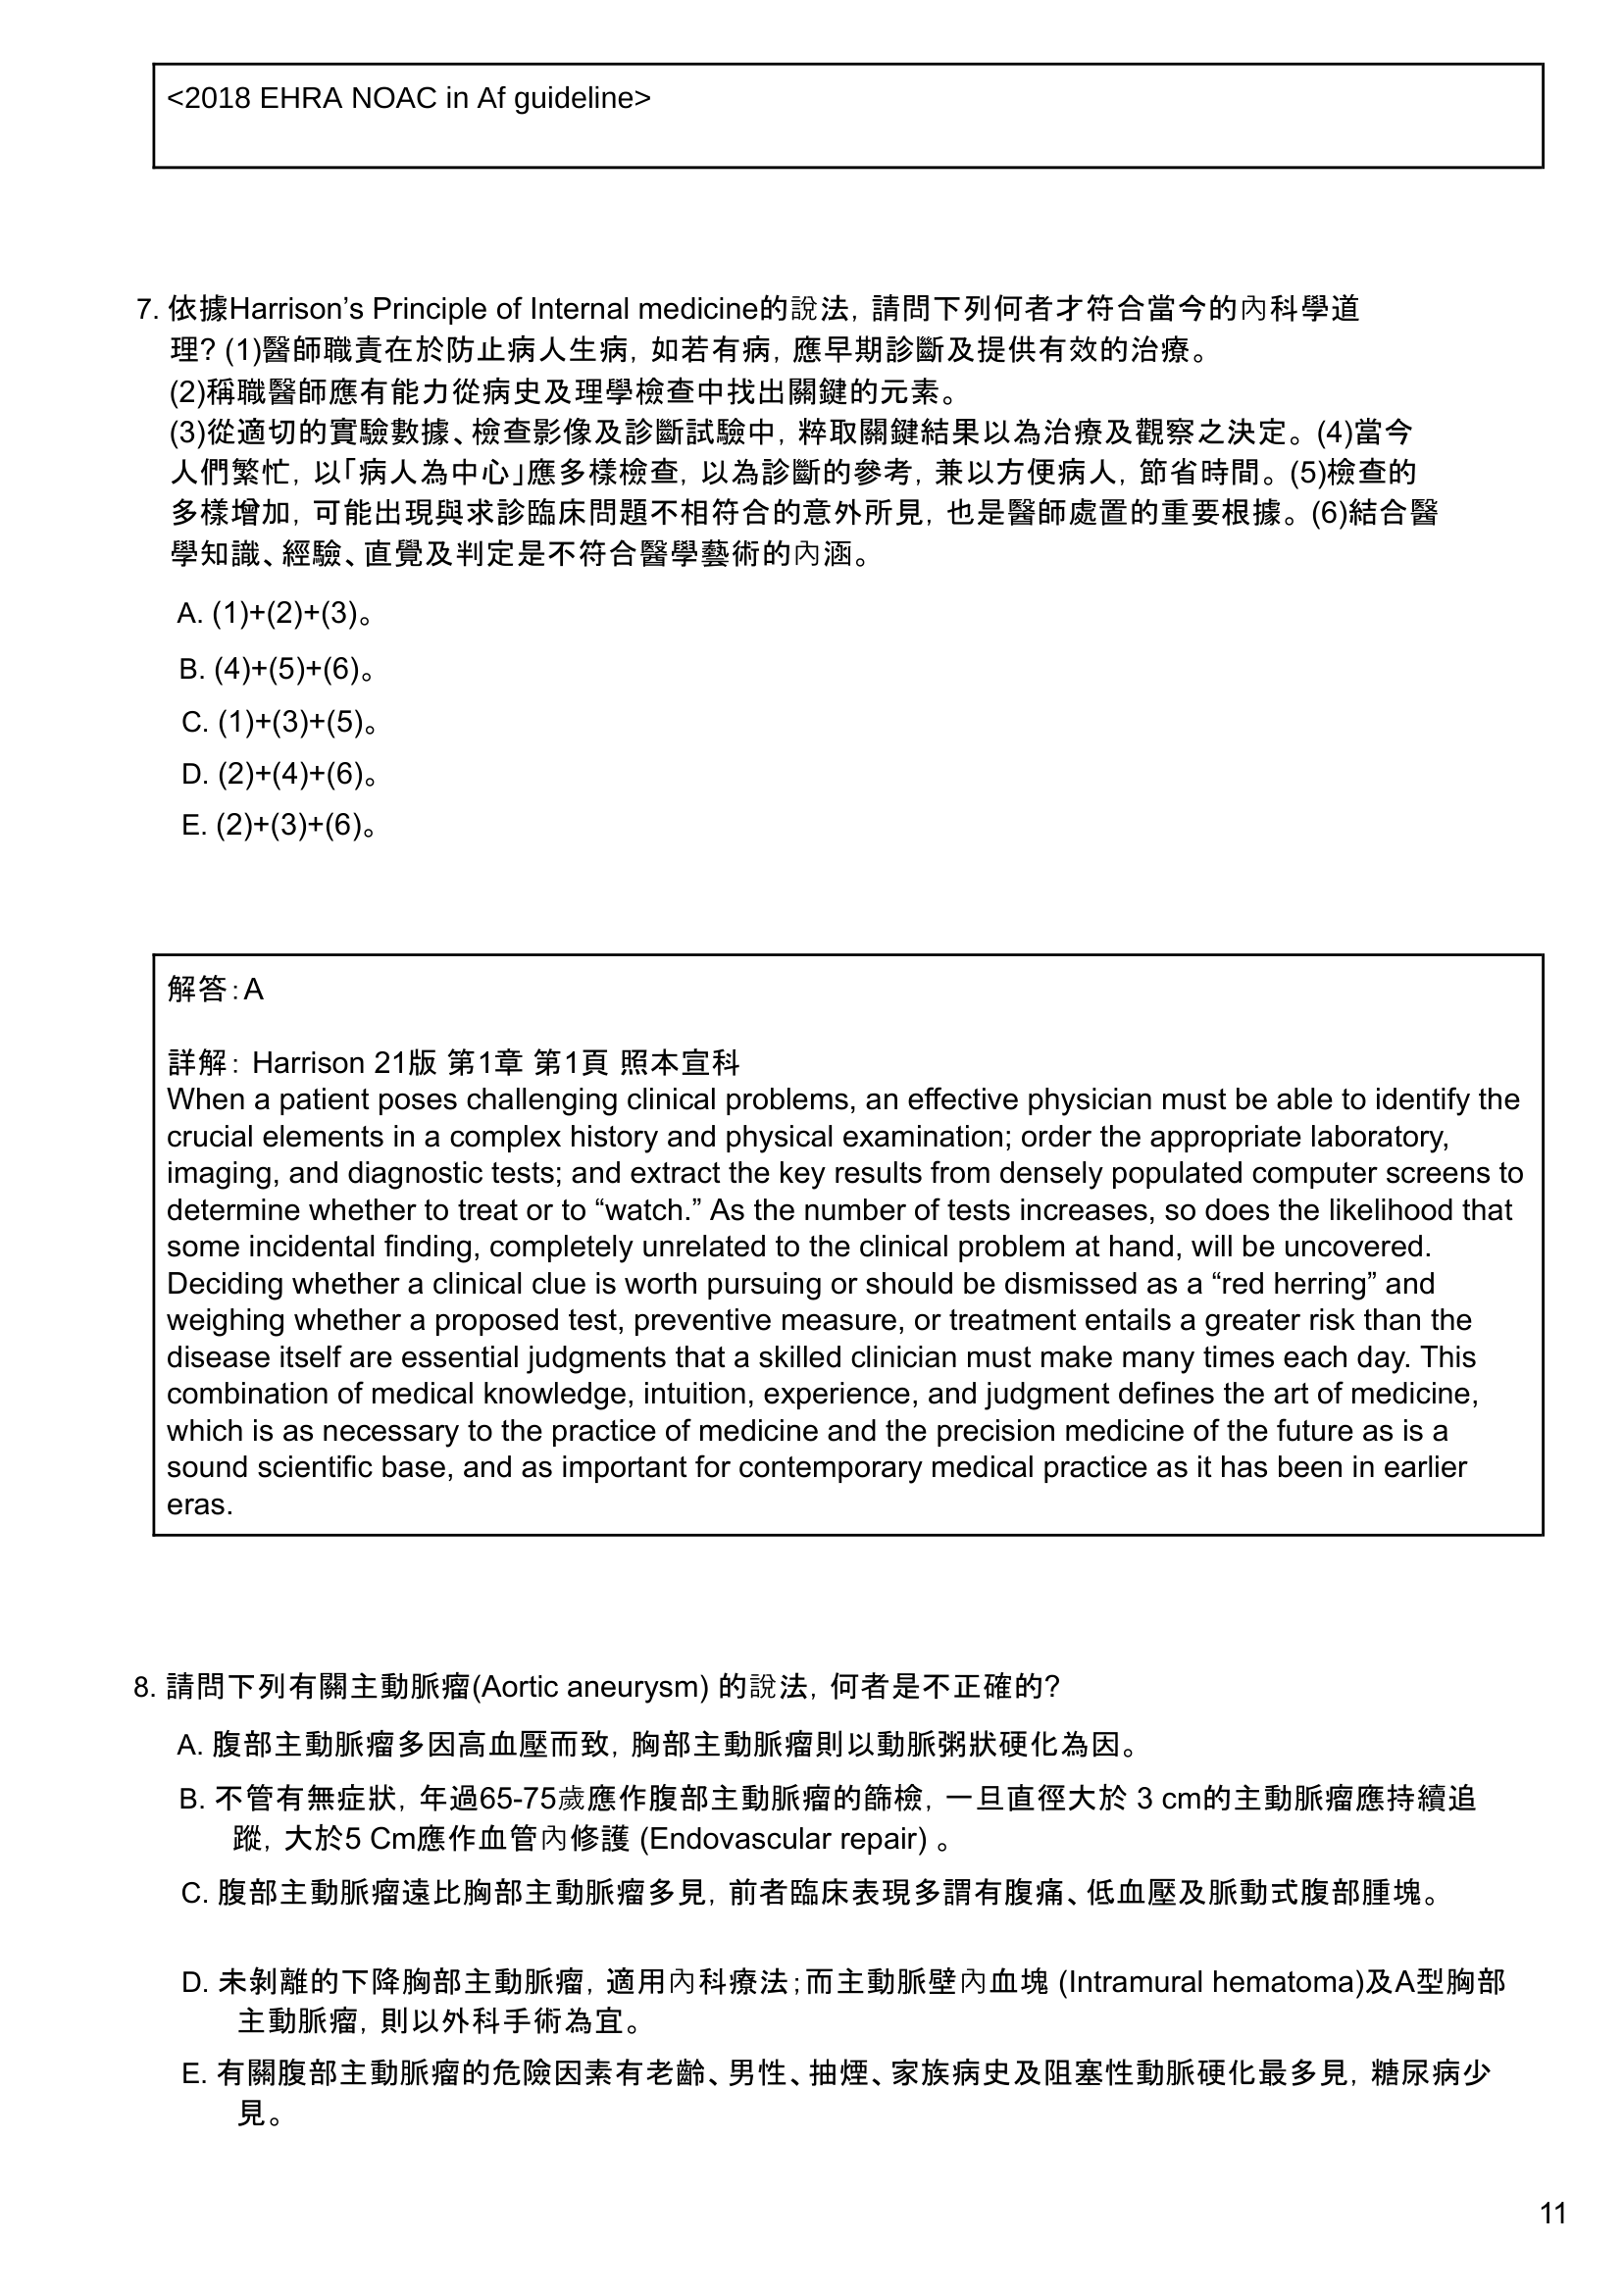 <2018 EHRA NOAC in Af guideline>
7. 依據Harrison’s Principle of Internal medicine的說法，請問下列何者才符合當今的內科學道
理? (1)醫師職責在於防止病人生病，如若有病，應早期診斷及提供有效的治療。
(2)稱職醫師應有能力從病史及理學檢查中找出關鍵的元素。
(3)從適切的實驗數據、檢查影像及診斷試驗中，粹取關鍵結果以為治療及觀察之決定。(4)當今
人們繁忙，以「病人為中心」應多樣檢查，以為診斷的參考，兼以方便病人，節省時間。(5)檢查的
多樣增加，可能出現與求診臨床問題不相符合的意外所見，也是醫師處置的重要根據。(6)結合醫
學知識、經驗、直覺及判定是不符合醫學藝術的內涵。
A. (1)+(2)+(3)。
B. (4)+(5)+(6)。
C. (1)+(3)+(5)。
D. (2)+(4)+(6)。
E. (2)+(3)+(6)。
解答：A
詳解： Harrison 21版 第1章 第1頁 照本宣科
When a patient poses challenging clinical problems, an effective physician must be able to identify the
crucial elements in a complex history and physical examination; order the appropriate laboratory,
imaging, and diagnostic tests; and extract the key results from densely populated computer screens to
determine whether to treat or to “watch.” As the number of tests increases, so does the likelihood that
some incidental finding, completely unrelated to the clinical problem at hand, will be uncovered.
Deciding whether a clinical clue is worth pursuing or should be dismissed as a “red herring” and
weighing whether a proposed test, preventive measure, or treatment entails a greater risk than the
disease itself are essential judgments that a skilled clinician must make many times each day. This
combination of medical knowledge, intuition, experience, and judgment defines the art of medicine,
which is as necessary to the practice of medicine and the precision medicine of the future as is a
sound scientific base, and as important for contemporary medical practice as it has been in earlier
eras.
8. 請問下列有關主動脈瘤(Aortic aneurysm) 的說法，何者是不正確的?
A. 腹部主動脈瘤多因高血壓而致，胸部主動脈瘤則以動脈粥狀硬化為因。
B. 不管有無症狀，年過65-75歲應作腹部主動脈瘤的篩檢，一旦直徑大於 3 cm的主動脈瘤應持續追
蹤，大於5 Cm應作血管內修護 (Endovascular repair) 。
C. 腹部主動脈瘤遠比胸部主動脈瘤多見，前者臨床表現多謂有腹痛、低血壓及脈動式腹部腫塊。
D. 未剝離的下降胸部主動脈瘤，適用內科療法；而主動脈壁內血塊 (Intramural hematoma)及A型胸部
主動脈瘤，則以外科手術為宜。
E. 有關腹部主動脈瘤的危險因素有老齡、男性、抽煙、家族病史及阻塞性動脈硬化最多見，糖尿病少
見。
11